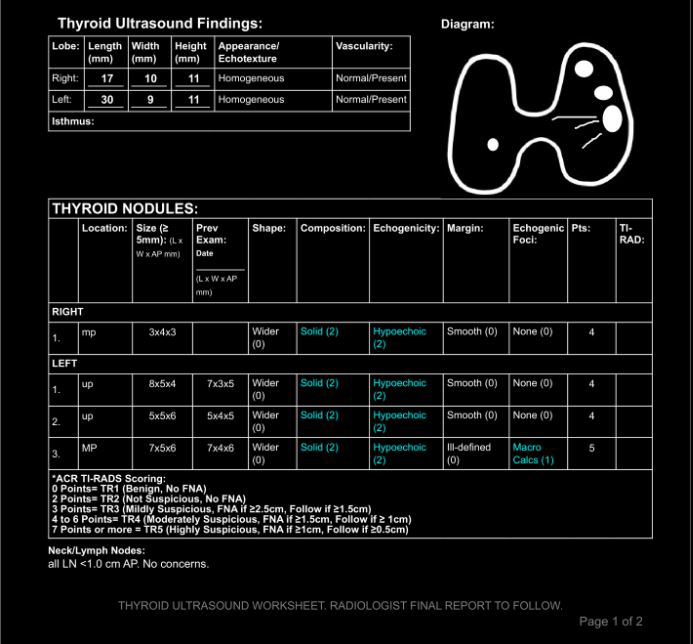 Thyroid Ultrasound Findings:
Diagram:
Lobe: Length (mm) Width (mm) Height (mm) Appearance/ Echotexture Vascularity:
Right: 17 10 11 Homogeneous Normal/Present
Left: 30 9 11 Homogeneous Normal/Present
Isthmus:
THYROID NODULES:
Location: Size (≥ 5mm): (L x W x AP mm) Prev Exam: Date (L x W x AP mm) Shape: Composition: Echogenicity: Margin: Echogenic Foci: Pts: TI-RAD:
RIGHT
1. mp 3x4x3 Wider (0) Solid (2) Hypoechoic (2) Smooth (0) None (0) 4
LEFT
1. up 8x5x4 7x3x5 Wider (0) Solid (2) Hypoechoic (2) Smooth (0) None (0) 4
2. up 5x5x6 5x4x5 Wider (0) Solid (2) Hypoechoic (2) Smooth (0) None (0) 4
3. MP 7x5x6 7x4x6 Wider (0) Solid (2) Hypoechoic (2) Ill-defined (0) Macro Calcs (1) 5
*ACR TI-RADS Scoring:
0 Points= TR1 (Benign, No FNA)
2 Points= TR2 (Not Suspicious, No FNA)
3 Points= TR3 (Mildly Suspicious, FNA if ≥2.5cm, Follow if ≥1.5cm)
4 to 6 Points= TR4 (Moderately Suspicious, FNA if ≥1.5cm, Follow if ≥ 1cm)
7 Points or more = TR5 (Highly Suspicious, FNA if ≥1cm, Follow if ≥0.5cm)
Neck/Lymph Nodes:
all LN <1.0 cm AP. No concerns.
THYROID ULTRASOUND WORKSHEET. RADIOLOGIST FINAL REPORT TO FOLLOW.
Page 1 of 2